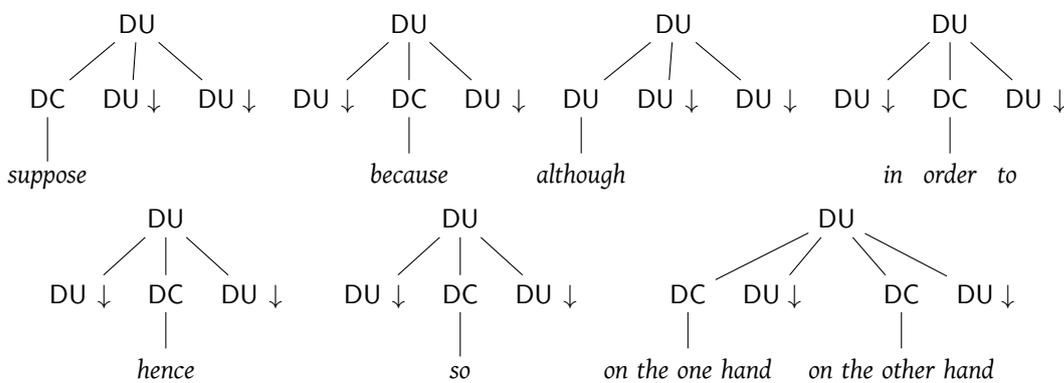 DU DU DU DU
DC DU ↓ DU ↓ DU ↓ DC DU ↓ DU DU ↓ DU ↓ DU ↓ DC DU ↓
suppose because although in order to
DU DU DU
DU ↓ DC DU ↓ DU ↓ DC DU ↓ DC DU ↓ DC DU ↓
hence so on the one hand on the other hand